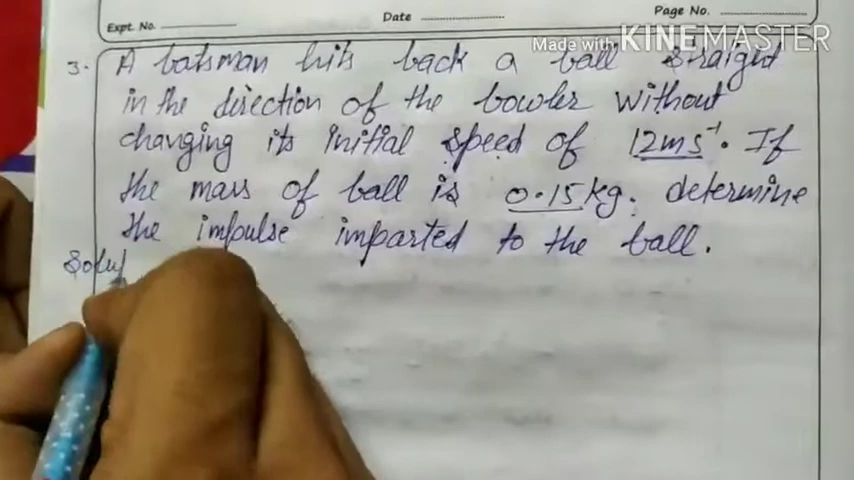 Expt. No.
Date
Page No.
Made with KINEMASTER
3. A batsman hits back a ball straight
in the direction of the bowler without
changing its initial speed of 12ms⁻¹. If
the mass of ball is 0.15kg. determine
the impulse imparted to the ball.
Solu